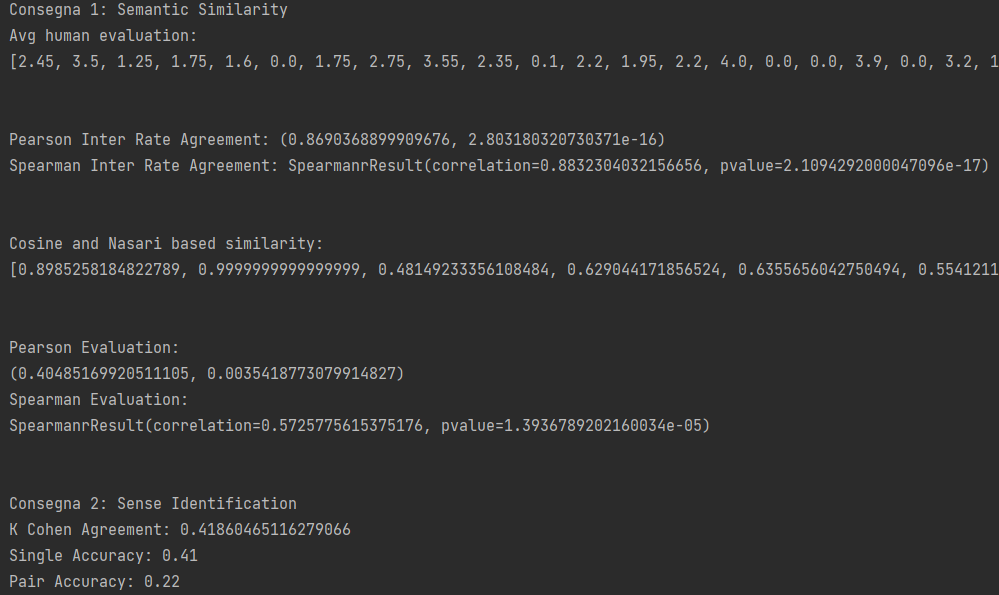 Consegna 1: Semantic Similarity
Avg human evaluation:
[2.45, 3.5, 1.25, 1.75, 1.6, 0.0, 1.75, 2.75, 3.55, 2.35, 0.1, 2.2, 1.95, 2.2, 4.0, 0.0, 0.0, 3.9, 0.0, 3.2, 1
Pearson Inter Rate Agreement: (0.8690368899909676, 2.803180320730371e-16)
Spearman Inter Rate Agreement: SpearmanrResult(correlation=0.8832304032156656, pvalue=2.1094292000047096e-17)
Cosine and Nasari based similarity:
[0.8985258184822789, 0.9999999999999999, 0.48149233356108484, 0.629044171856524, 0.6355656042750494, 0.5541211
Pearson Evaluation:
(0.40485169920511105, 0.0035418773079914827)
Spearman Evaluation:
SpearmanrResult(correlation=0.5725775615375176, pvalue=1.3936789202160034e-05)
Consegna 2: Sense Identification
K Cohen Agreement: 0.41860465116279066
Single Accuracy: 0.41
Pair Accuracy: 0.22